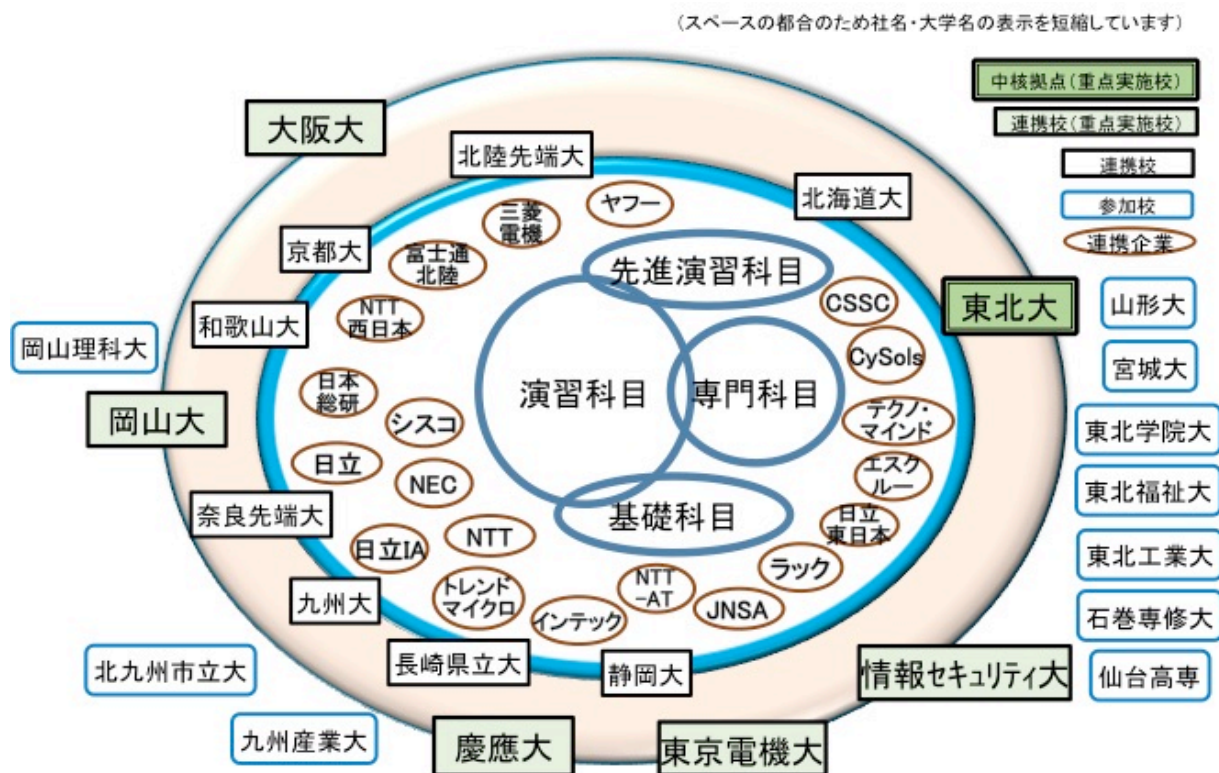 (スペースの都合のため社名・大学名の表示を短縮しています)
中核拠点(重点実施校)
連携校(重点実施校)
連携校
参加校
連携企業
大阪大
北陸先端大
北海道大
京都大
和歌山大
岡山理科大
岡山大
奈良先端大
九州大
長崎県立大
静岡大
北九州市立大
九州産業大
慶應大
東京電機大
情報セキュリティ大
東北大
山形大
宮城大
東北学院大
東北福祉大
東北工業大
石巻専修大
仙台高専
ヤフー
三菱
電機
富士通
北陸
NTT
西日本
日本
総研
シスコ
日立
NEC
日立IA
NTT
トレンド
マイクロ
インテック
NTT
-AT
JNSA
ラック
日立
東日本
エスク
ルー
テクノ・
マインド
CySols
CSSC
先進演習科目
演習科目
専門科目
基礎科目